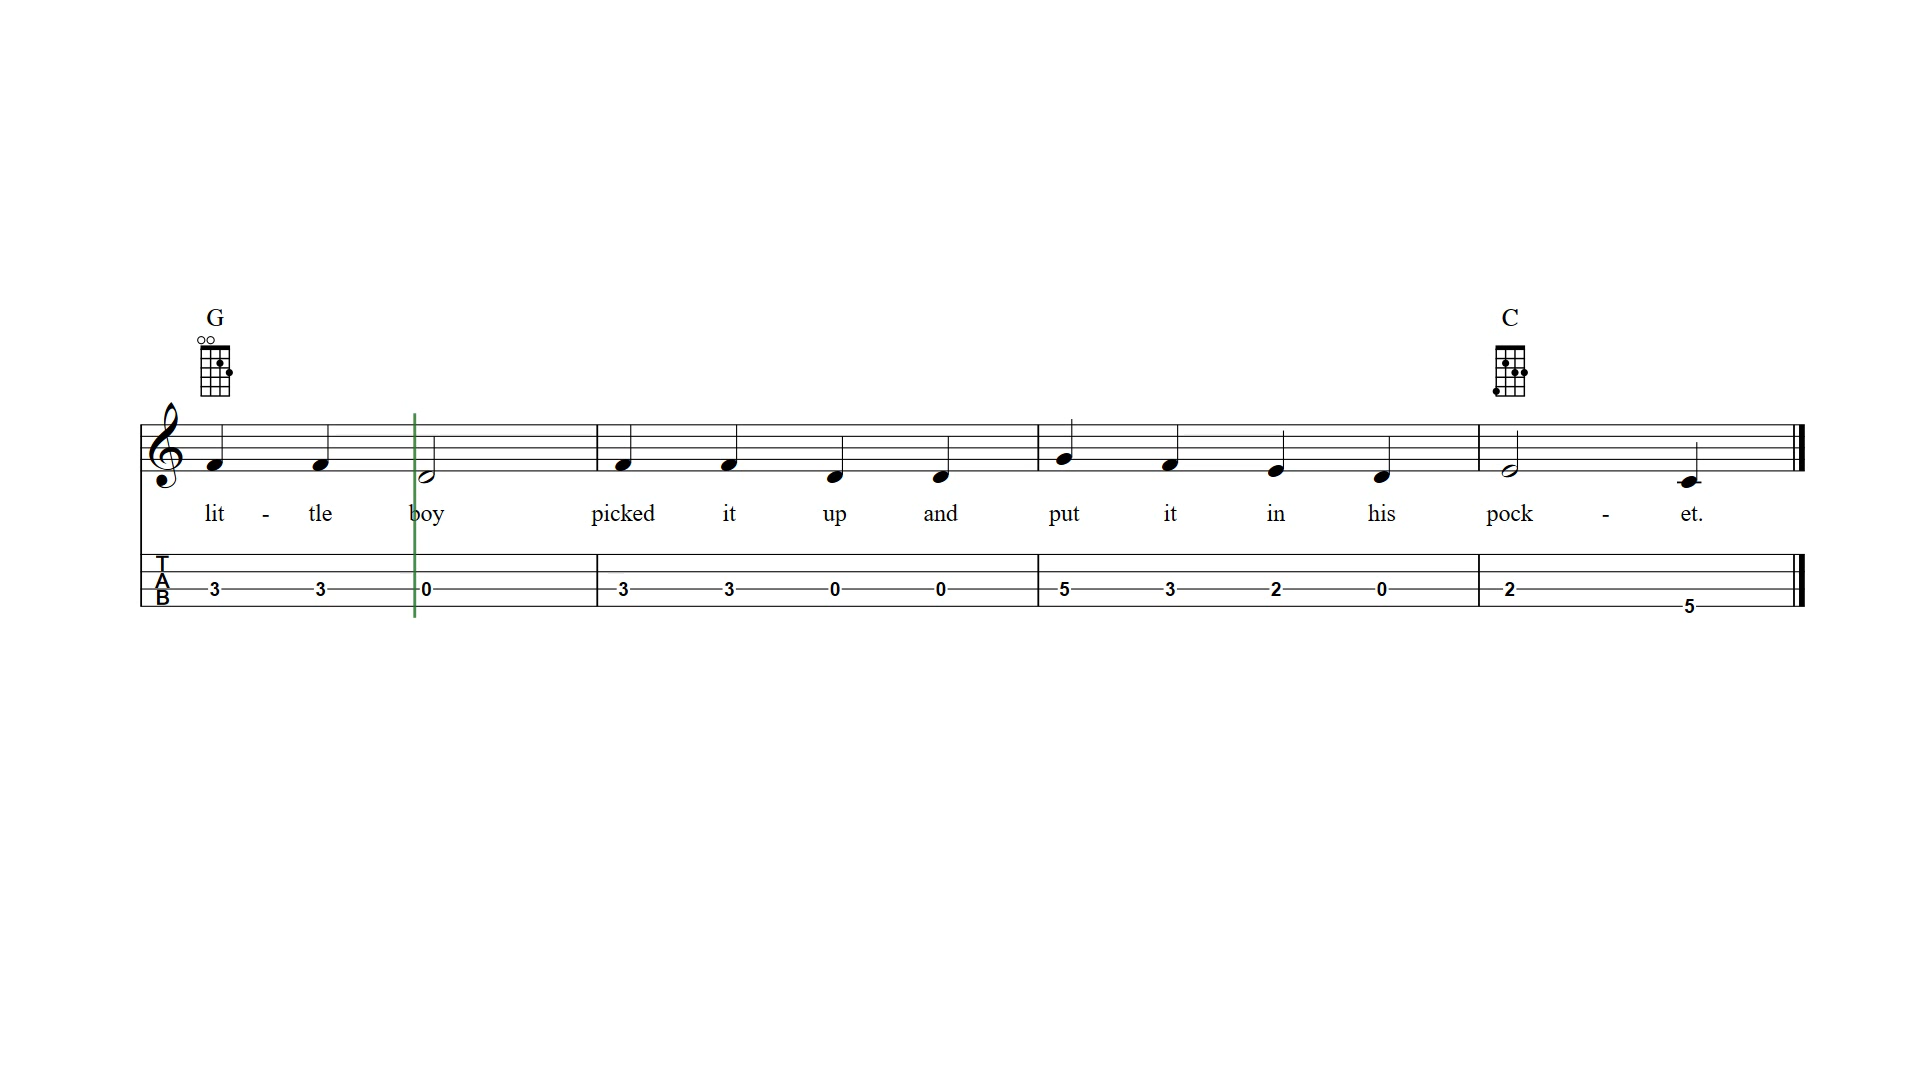 G C
lit - tle boy picked it up and put it in his pock - et.
T
A
B
3 3 0 3 3 0 0 5 3 2 0 2
5